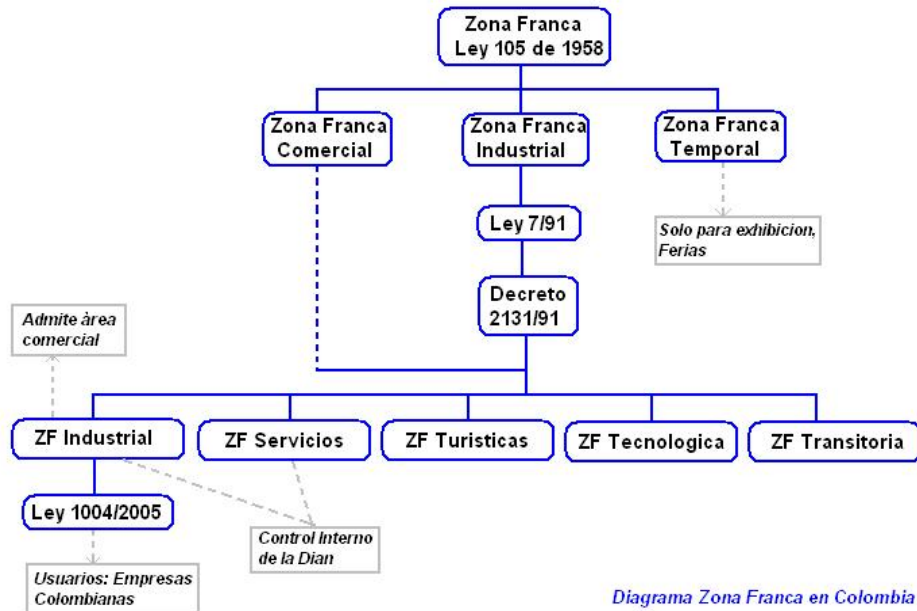 Zona Franca
Ley 105 de 1958
Zona Franca
Comercial
Zona Franca
Industrial
Zona Franca
Temporal
Ley 7/91
Solo para exhibicion,
Ferias
Decreto
2131/91
Admite àrea
comercial
ZF Industrial
ZF Servicios
ZF Turisticas
ZF Tecnologica
ZF Transitoria
Ley 1004/2005
Control Interno
de la Dian
Usuarios: Empresas
Colombianas
Diagrama Zona Franca en Colombia